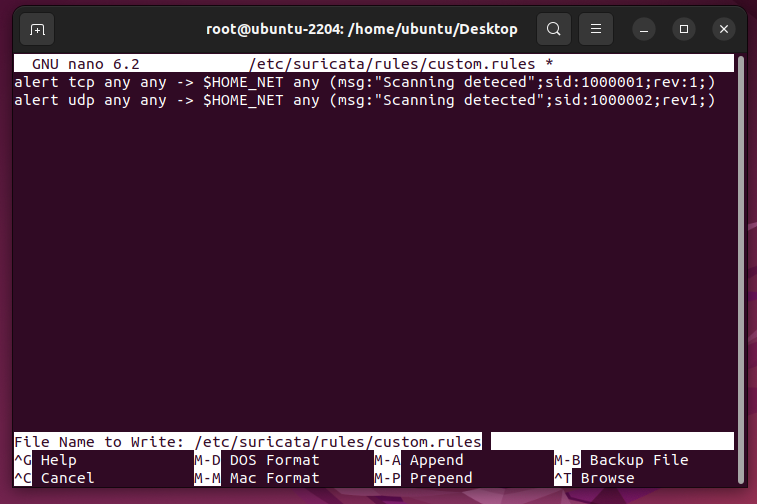 root@ubuntu-2204: /home/ubuntu/Desktop
GNU nano 6.2 /etc/suricata/rules/custom.rules *
alert tcp any any -> $HOME_NET any (msg:"Scanning deteced";sid:1000001;rev:1;)
alert udp any any -> $HOME_NET any (msg:"Scanning detected";sid:1000002;rev1;)
File Name to Write: /etc/suricata/rules/custom.rules
^G Help M-D DOS Format M-A Append M-B Backup File
^C Cancel M-M Mac Format M-P Prepend ^T Browse